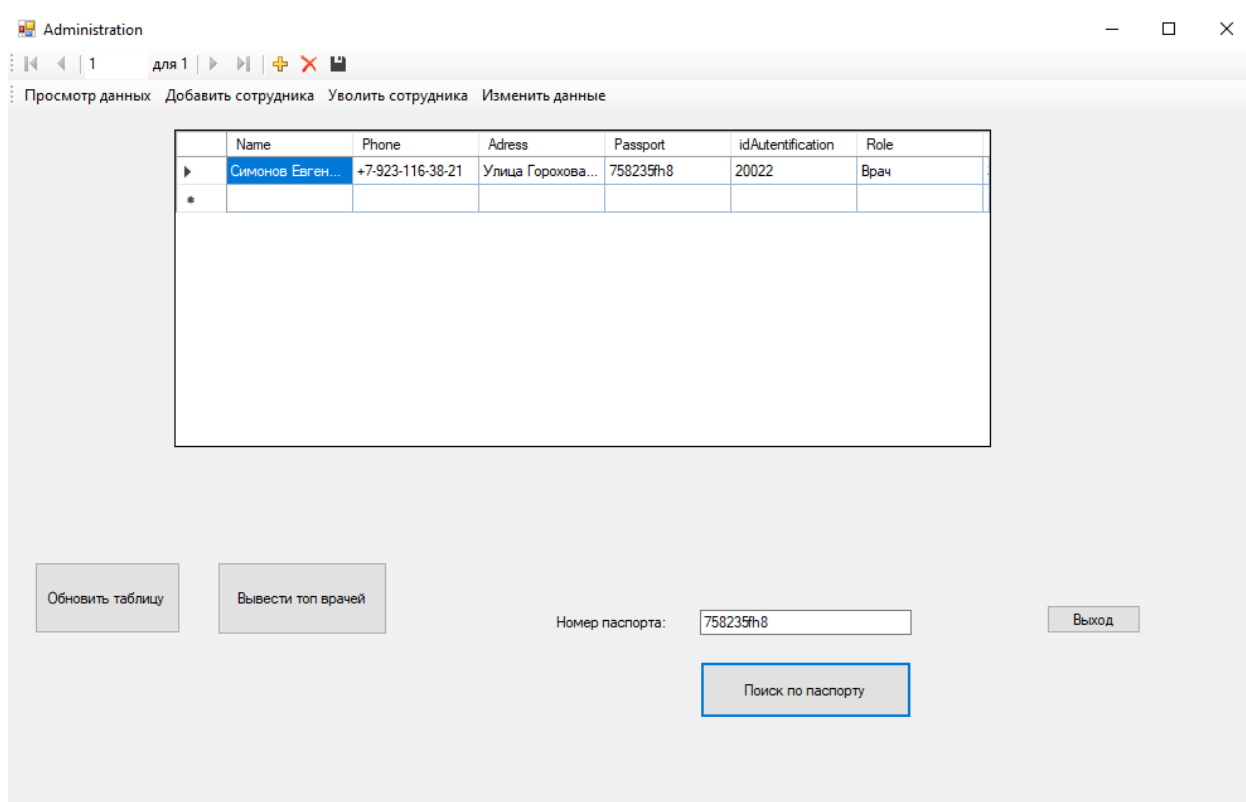 Administration
1 для 1
Просмотр данных Добавить сотрудника Уволить сотрудника Изменить данные
Name Phone Adress Passport idAutentification Role
Симонов Евген... +7-923-116-38-21 Улица Горохова... 758235fh8 20022 Врач
Обновить таблицу Вывести топ врачей
Номер паспорта: 758235fh8 Выход
Поиск по паспорту